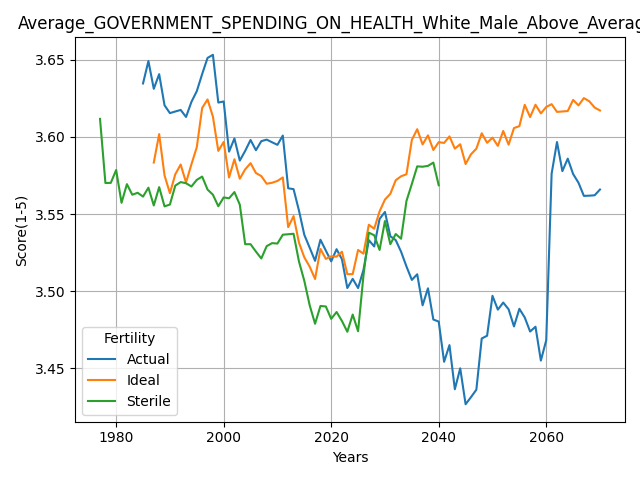 Average_GOVERNMENT_SPENDING_ON_HEALTH_White_Male_Above_Averag
3.65
3.60
3.55
3.50
3.45
Score(1-5)
Fertility
Actual
Ideal
Sterile
1980
2000
2020
2040
2060
Years